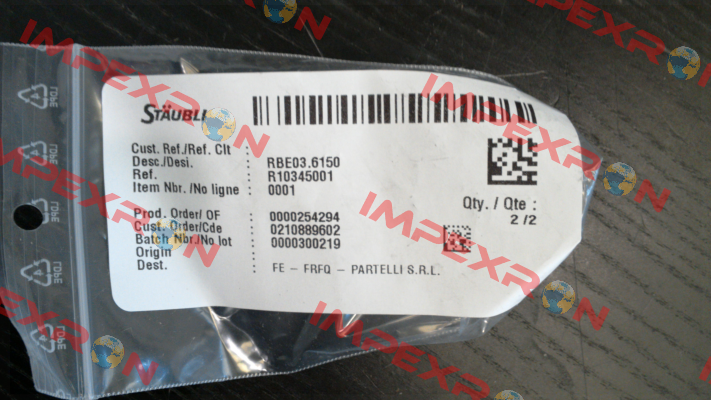 STÄUBLI
Cust. Ref./Ref. Clt :
Desc./Desi. : RBE03.6150
Ref. : R10345001
Item Nbr./No ligne : 0001
Qty. / Qte :
2 /2
Prod. Order/ OF : 0000254294
Cust. Order/Cde : 0210889602
Batch Nbr./No lot : 0000300219
Origin :
Dest. : FE - FRFQ - PARTELLI S.R.L.
LDPE
LDPE
LDPE
LDPE
LDPE
IMPEXRON
IMPEXRON
IMPEXRON
IMPEXRON
IMPEXRON
IMPEXRON